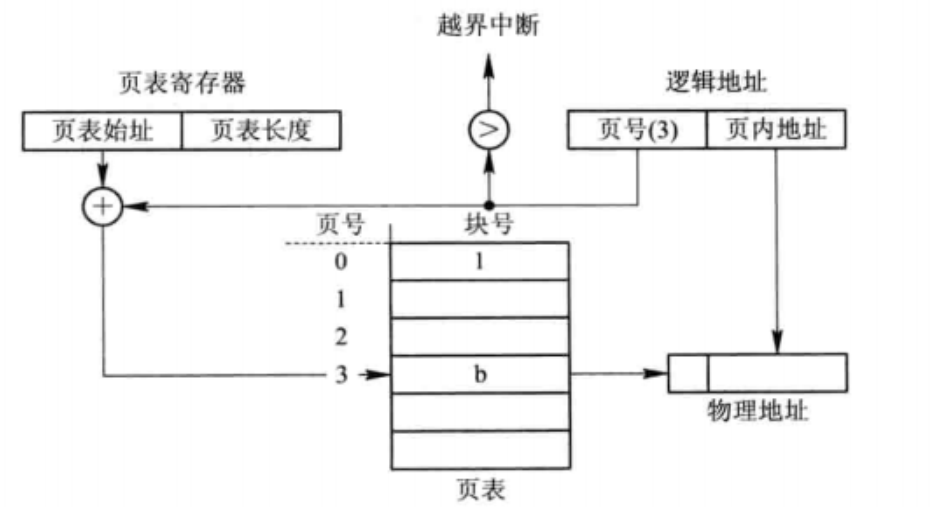 越界中断
页表寄存器
逻辑地址
页表始址 页表长度
>
页号(3) 页内地址
+
页号 块号
0 1
1
2
3 b
物理地址
页表